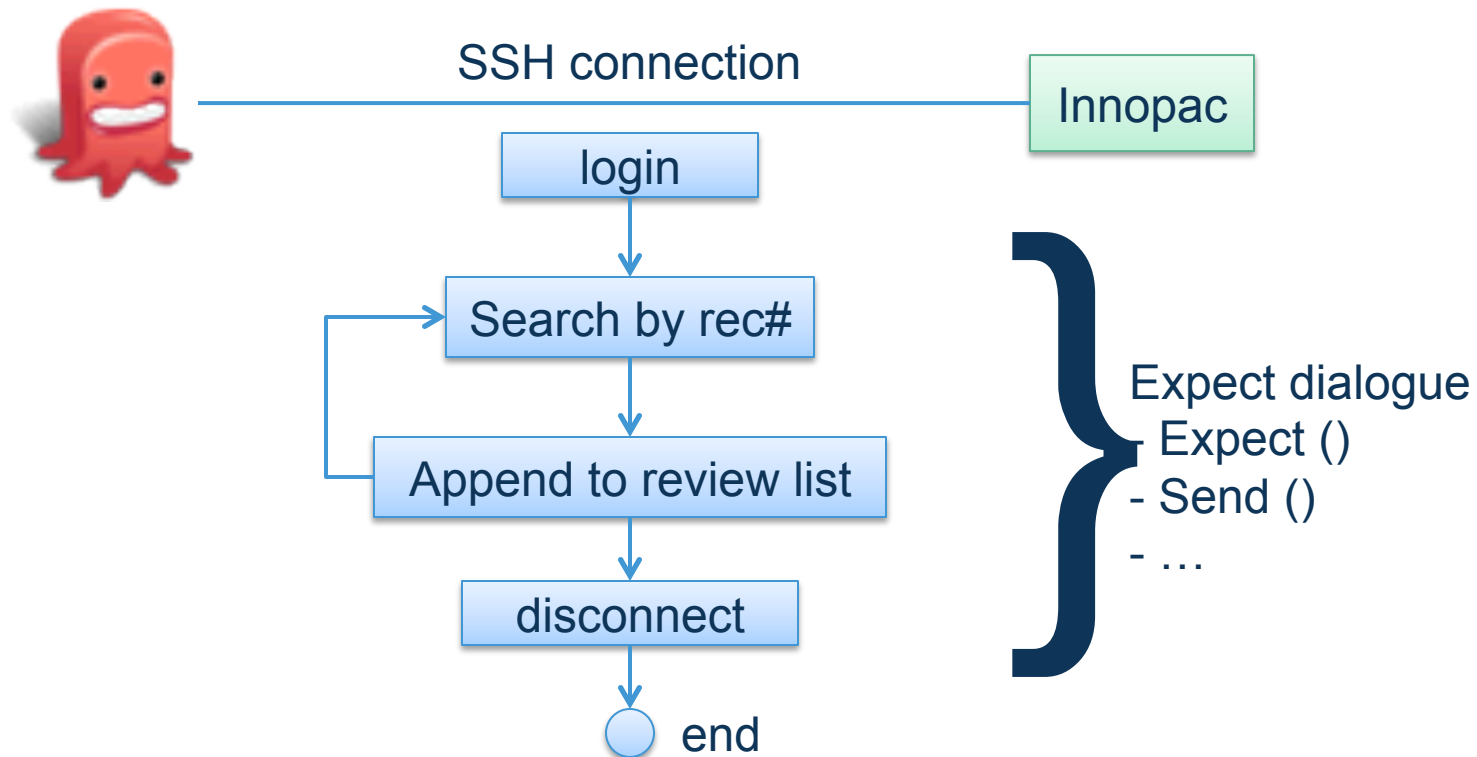 SSH connection
Innopac
login
Search by rec#
Append to review list
disconnect
end
Expect dialogue
- Expect ()
- Send ()
- …